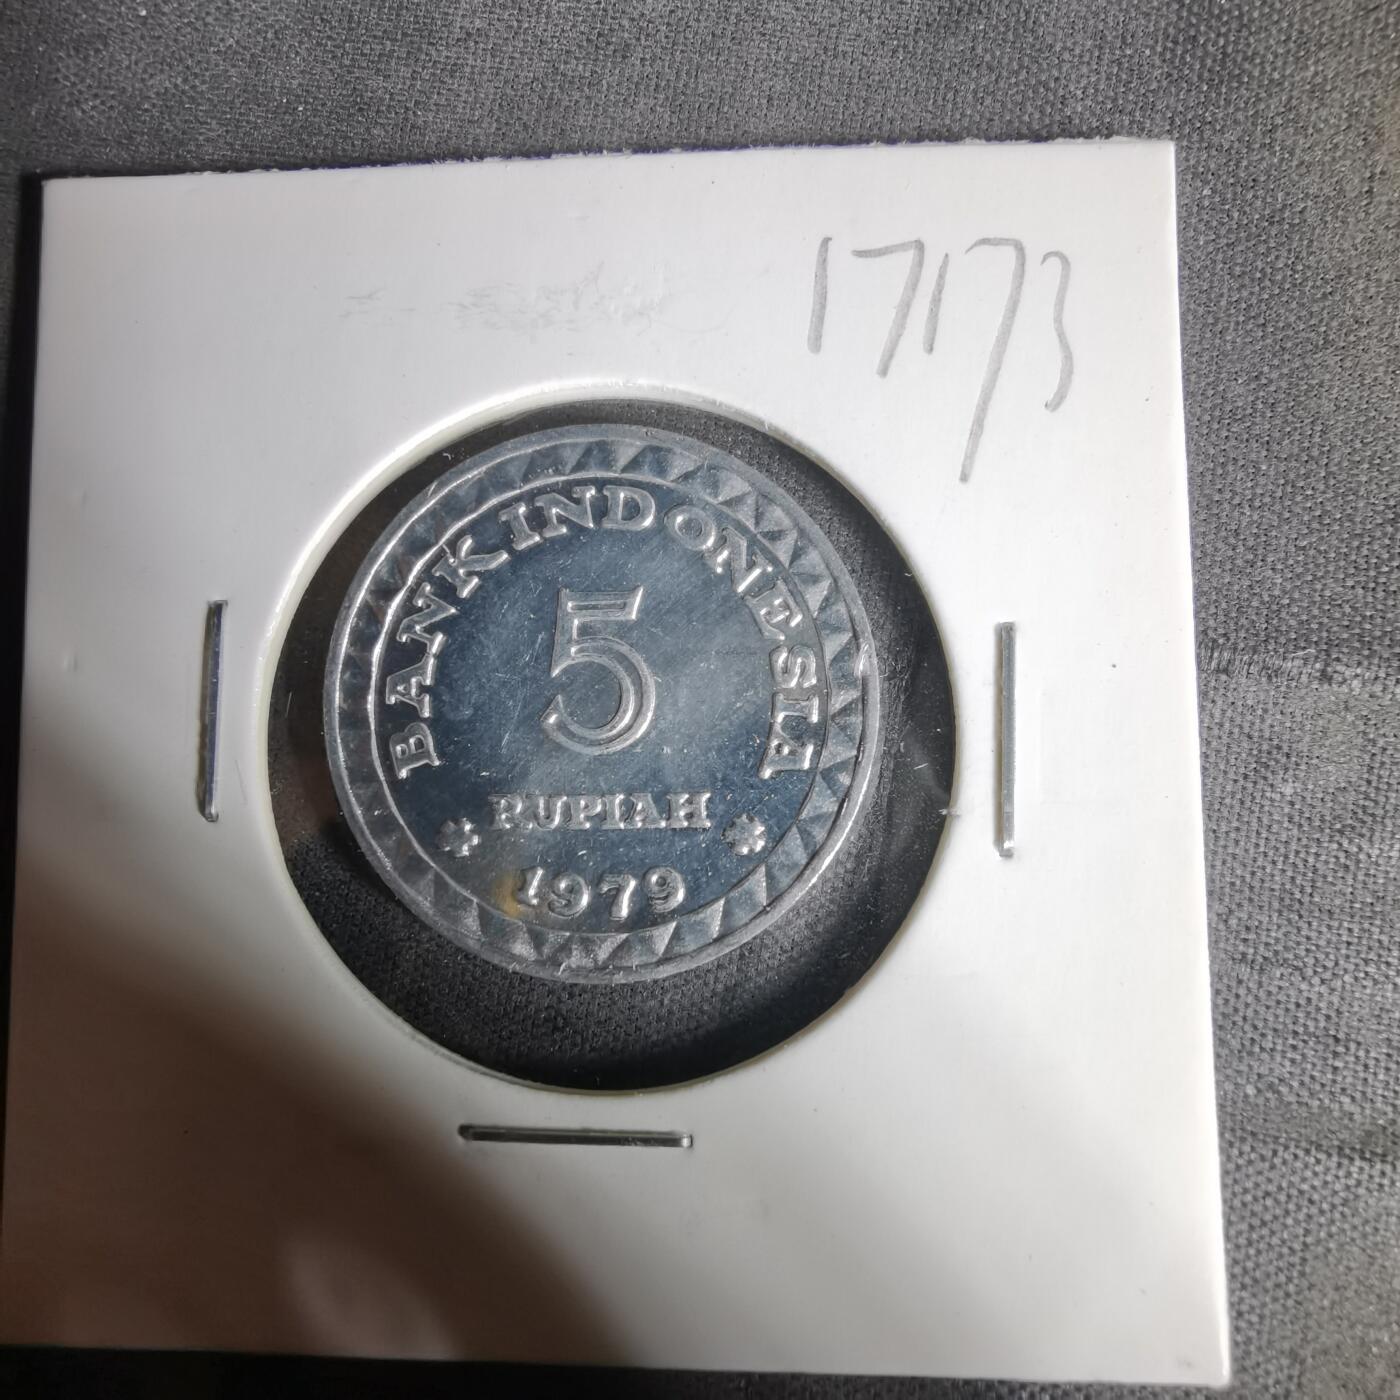 17173
BANK INDONESIA
5
RUPIAH
1979